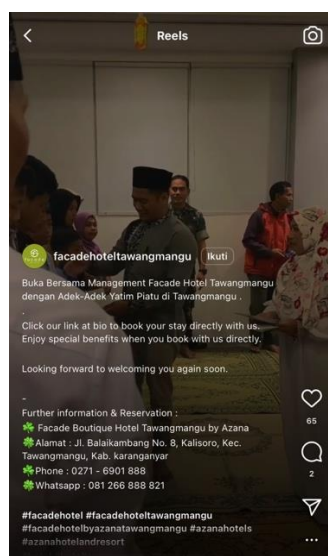 Reels
facadehoteltawangmangu
Ikuti
Buka Bersama Management Facade Hotel Tawangmangu
dengan Adek-Adek Yatim Piatu di Tawangmangu .
.
Click our link at bio to book your stay directly with us.
Enjoy special benefits when you book with us directly.
Looking forward to welcoming you again soon.
-
Further information & Reservation :
🍀 Facade Boutique Hotel Tawangmangu by Azana
🍀Alamat : Jl. Balaikambang No. 8, Kalisoro, Kec.
Tawangmangu, Kab. karanganyar
🍀Phone : 0271 - 6901 888
🍀Whatsapp : 081 266 888 821
#facadehotel #facadehoteltawangmangu
#facadehotelbyazanatawangmangu #azanahotels
#azanahotelandresort
65
2